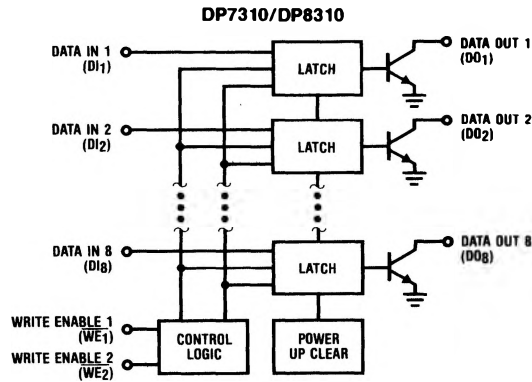 DP7310/DP8310
DATA IN 1
(DI1)
LATCH
DATA OUT 1
(DO1)
DATA IN 2
(DI2)
LATCH
DATA OUT 2
(DO2)
DATA IN 8
(DI8)
LATCH
DATA OUT 8
(DO8)
WRITE ENABLE 1
(W̅E̅1)
WRITE ENABLE 2
(W̅E̅2)
CONTROL
LOGIC
POWER
UP CLEAR